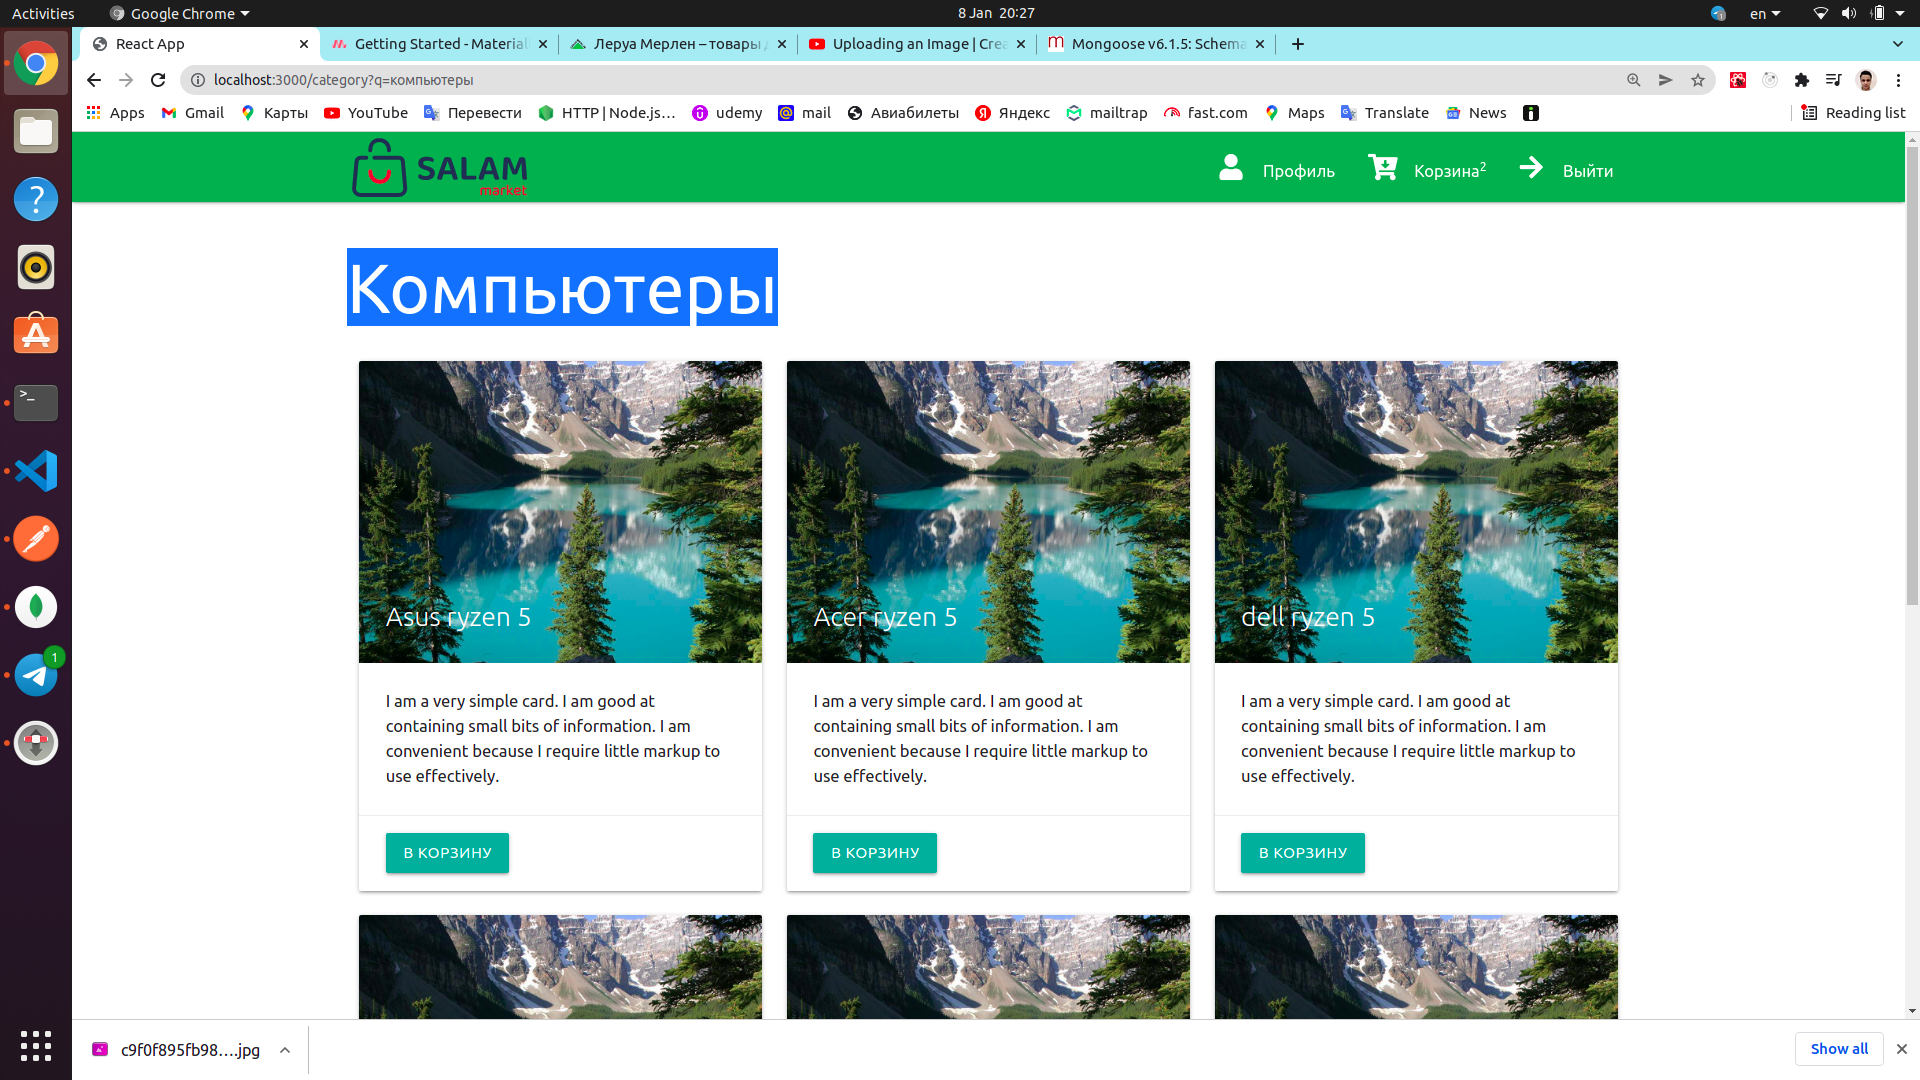 Activities
Google Chrome
8 Jan 20:27
en
React App
Getting Started - Material
Леруа Мерлен – товары
Uploading an Image | Crea
Mongoose v6.1.5: Schema
localhost:3000/category?q=компьютеры
Apps
Gmail
Карты
YouTube
Перевести
HTTP | Node.js...
udemy
mail
Авиабилеты
Яндекс
mailtrap
fast.com
Maps
Translate
News
Reading list
SALAM
market
Профиль
Корзина2
Выйти
Компьютеры
Asus ryzen 5
Acer ryzen 5
dell ryzen 5
I am a very simple card. I am good at
containing small bits of information. I am
convenient because I require little markup to
use effectively.
I am a very simple card. I am good at
containing small bits of information. I am
convenient because I require little markup to
use effectively.
I am a very simple card. I am good at
containing small bits of information. I am
convenient because I require little markup to
use effectively.
В КОРЗИНУ
В КОРЗИНУ
В КОРЗИНУ
1
c9f0f895fb98....jpg
Show all